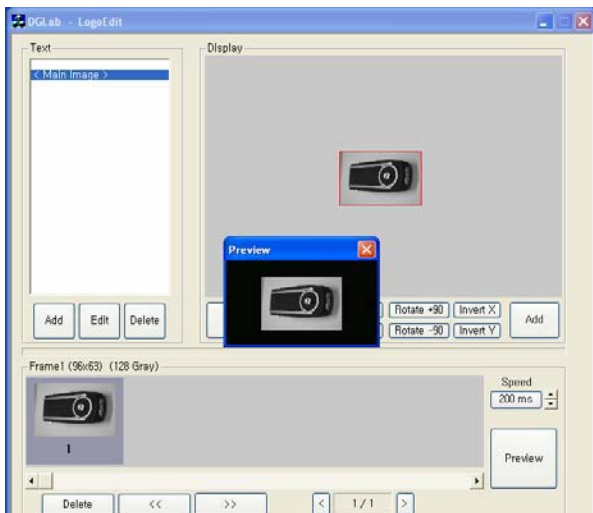 DGLab - LogoEdit
Text
Display
< Main Image >
Preview
Add
Edit
Delete
Rotate +90
Invert X
Rotate -90
Invert Y
Add
Frame1 (96x63) (128 Gray)
Speed
200 ms
1
Preview
Delete
<<
>>
<
1 / 1
>